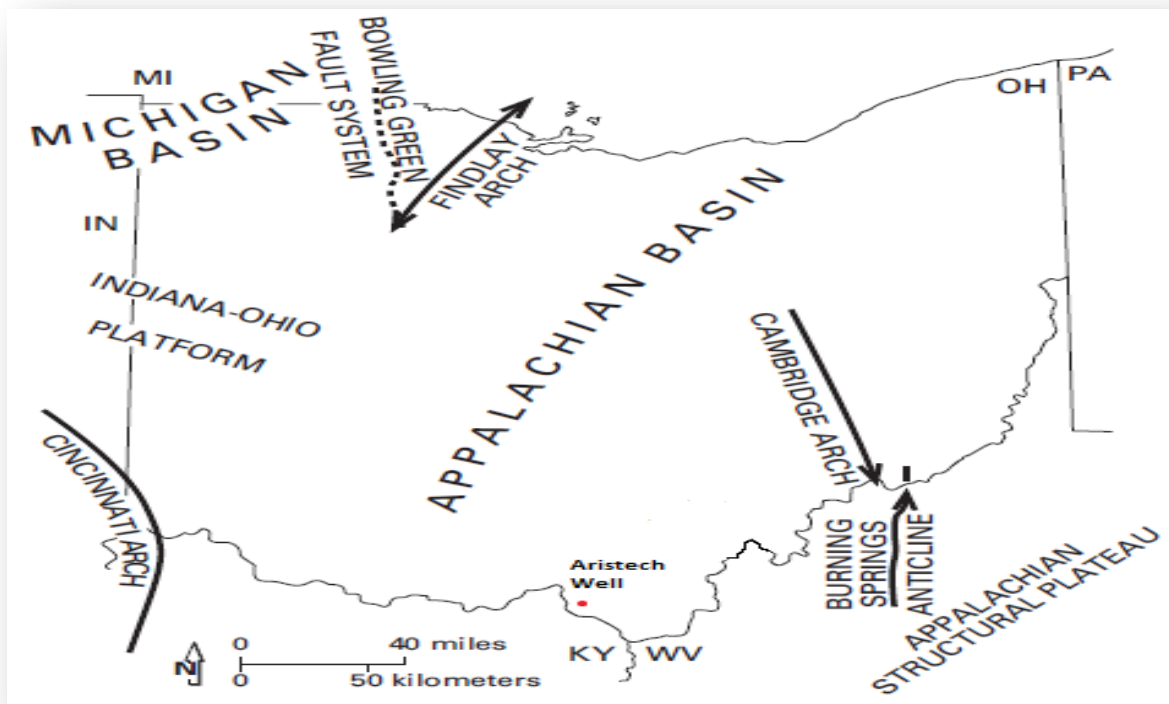 MI
OH
PA
MICHIGAN
BASIN
BOWLING GREEN
FAULT SYSTEM
FINDLAY
ARCH
IN
INDIANA-OHIO
PLATFORM
APPALACHIAN BASIN
CAMBRIDGE ARCH
CINCINNATI ARCH
BURNING
SPRINGS
ANTICLINE
APPALACHIAN
STRUCTURAL PLATEAU
Aristech
Well
KY
WV
N
0
40 miles
0
50 kilometers